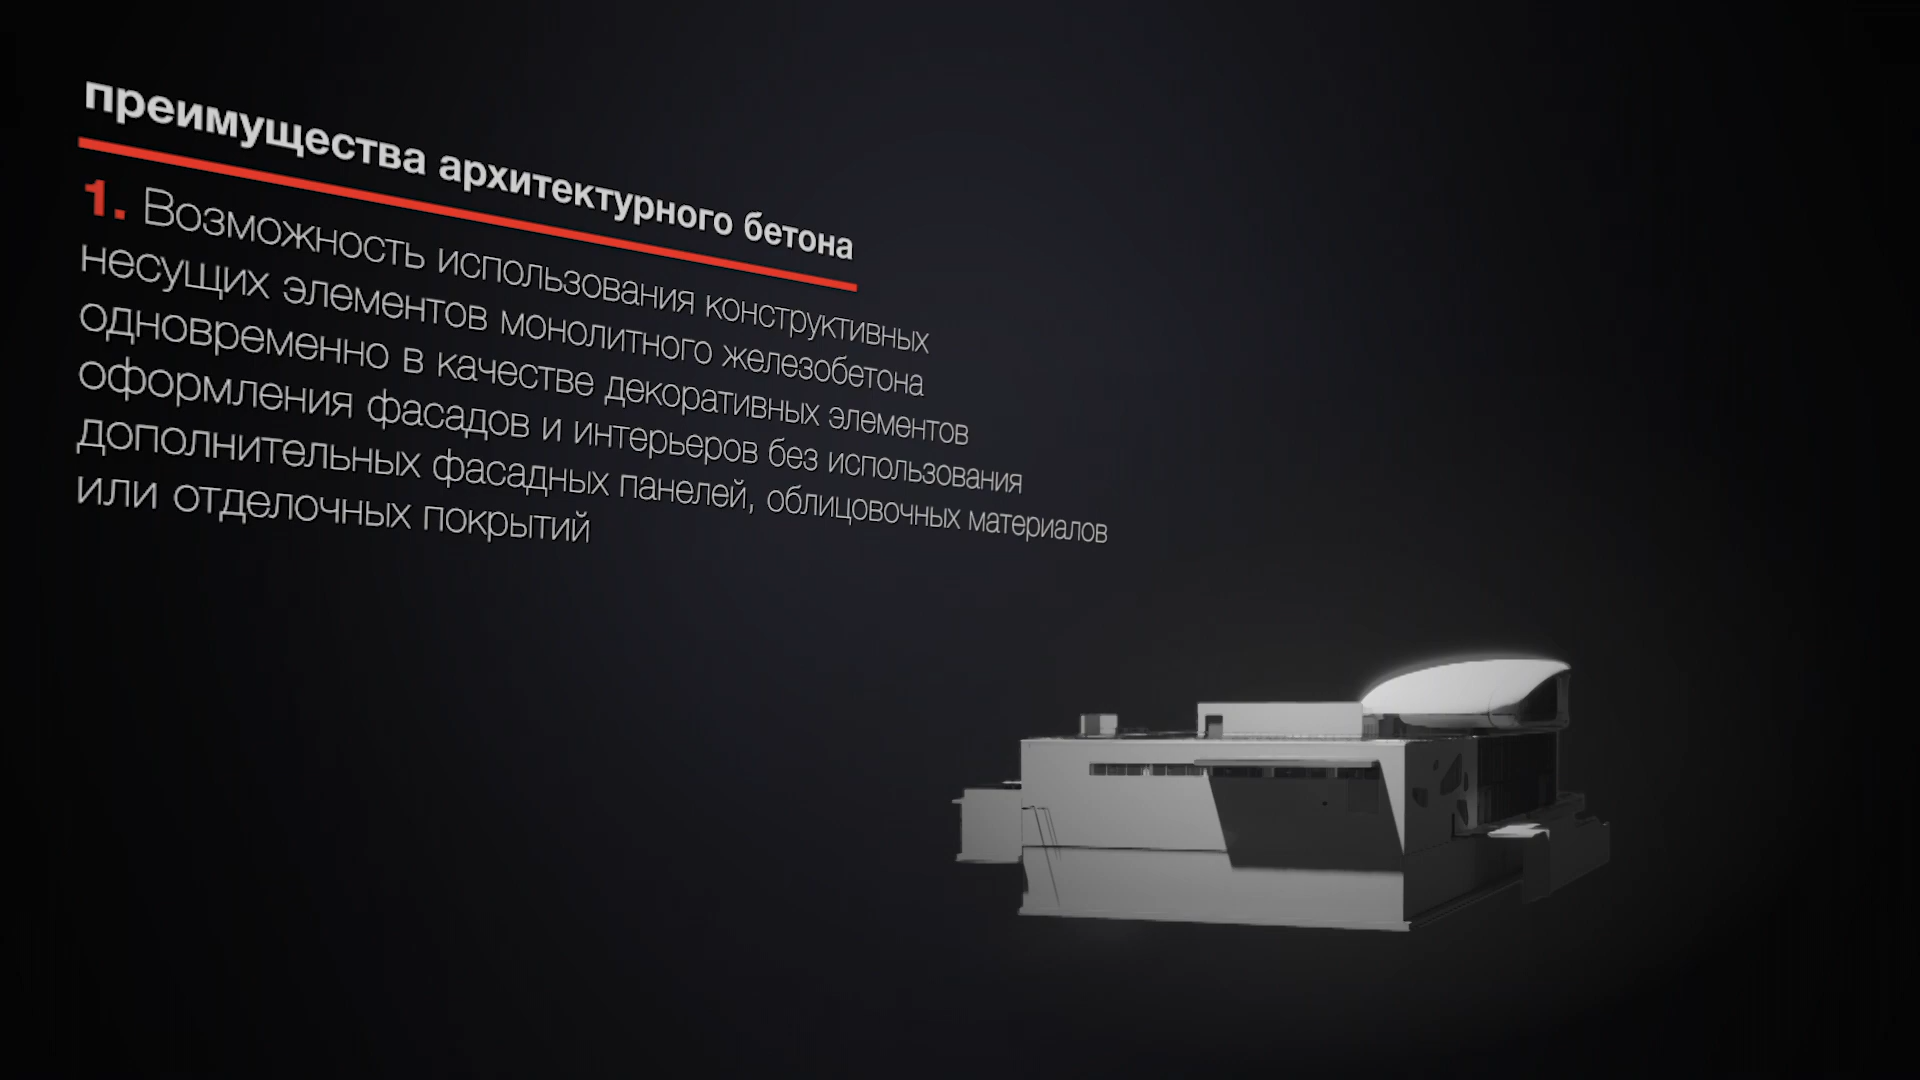 преимущества архитектурного бетона
1. Возможность использования конструктивных
несущих элементов монолитного железобетона
одновременно в качестве декоративных элементов
оформления фасадов и интерьеров без использования
дополнительных фасадных панелей, облицовочных материалов
или отделочных покрытий